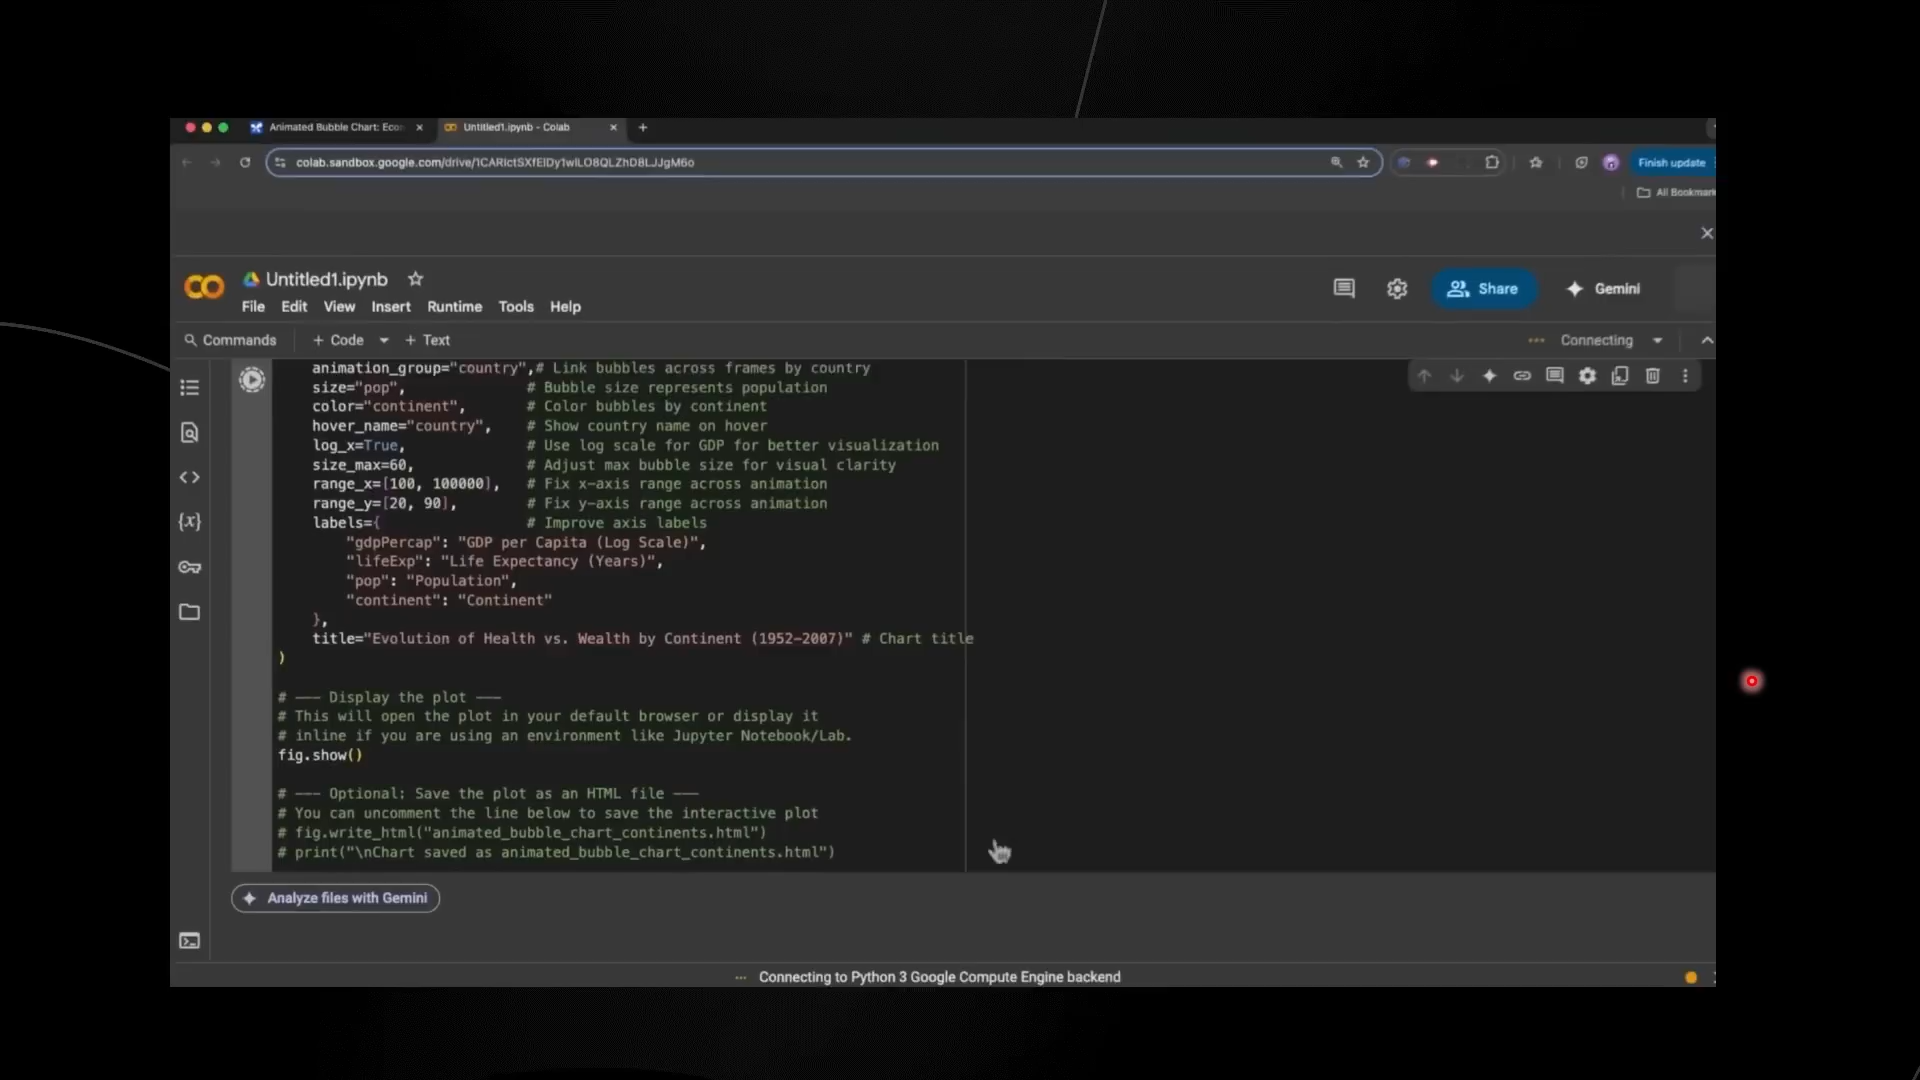 Animated Bubble Chart: Econ
Untitled1.ipynb - Colab
Finish update
All Bookmark
Untitled1.ipynb
File Edit View Insert Runtime Tools Help
Share
Gemini
Commands
+ Code
+ Text
Connecting
animation_group="country",# Link bubbles across frames by country
size="pop", # Bubble size represents population
color="continent", # Color bubbles by continent
hover_name="country", # Show country name on hover
log_x=True, # Use log scale for GDP for better visualization
size_max=60, # Adjust max bubble size for visual clarity
range_x=[100, 100000], # Fix x-axis range across animation
range_y=[20, 90], # Fix y-axis range across animation
labels={ # Improve axis labels
"gdpPercap": "GDP per Capita (Log Scale)",
"lifeExp": "Life Expectancy (Years)",
"pop": "Population",
"continent": "Continent"
},
title="Evolution of Health vs. Wealth by Continent (1952–2007)" # Chart title
)
# —-— Display the plot —-—
# This will open the plot in your default browser or display it
# inline if you are using an environment like Jupyter Notebook/Lab.
fig.show()
# —-— Optional: Save the plot as an HTML file —-—
# You can uncomment the line below to save the interactive plot
# fig.write_html("animated_bubble_chart_continents.html")
# print("\nChart saved as animated_bubble_chart_continents.html")
Analyze files with Gemini
Connecting to Python 3 Google Compute Engine backend